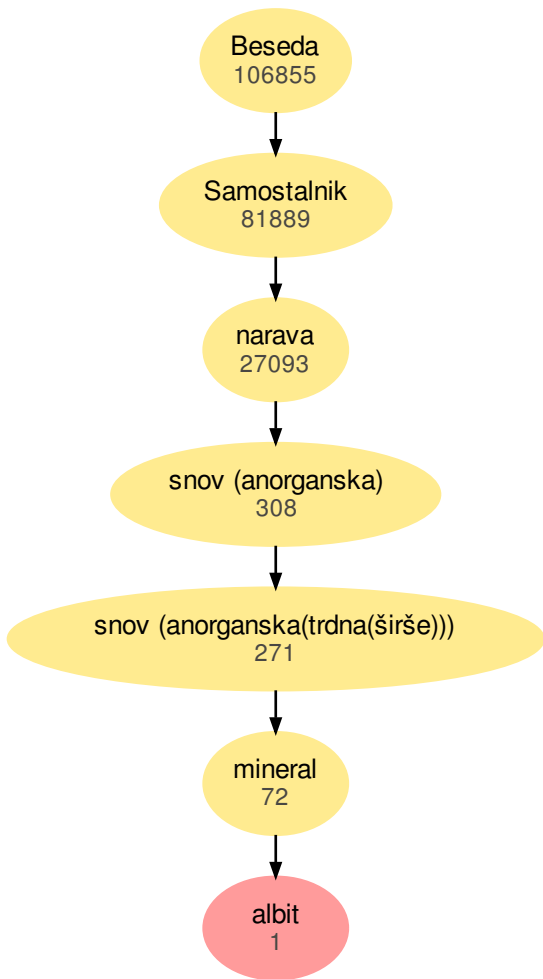 Beseda
106855
Samostalnik
81889
narava
27093
snov (anorganska)
308
snov (anorganska(trdna(širše)))
271
mineral
72
albit
1